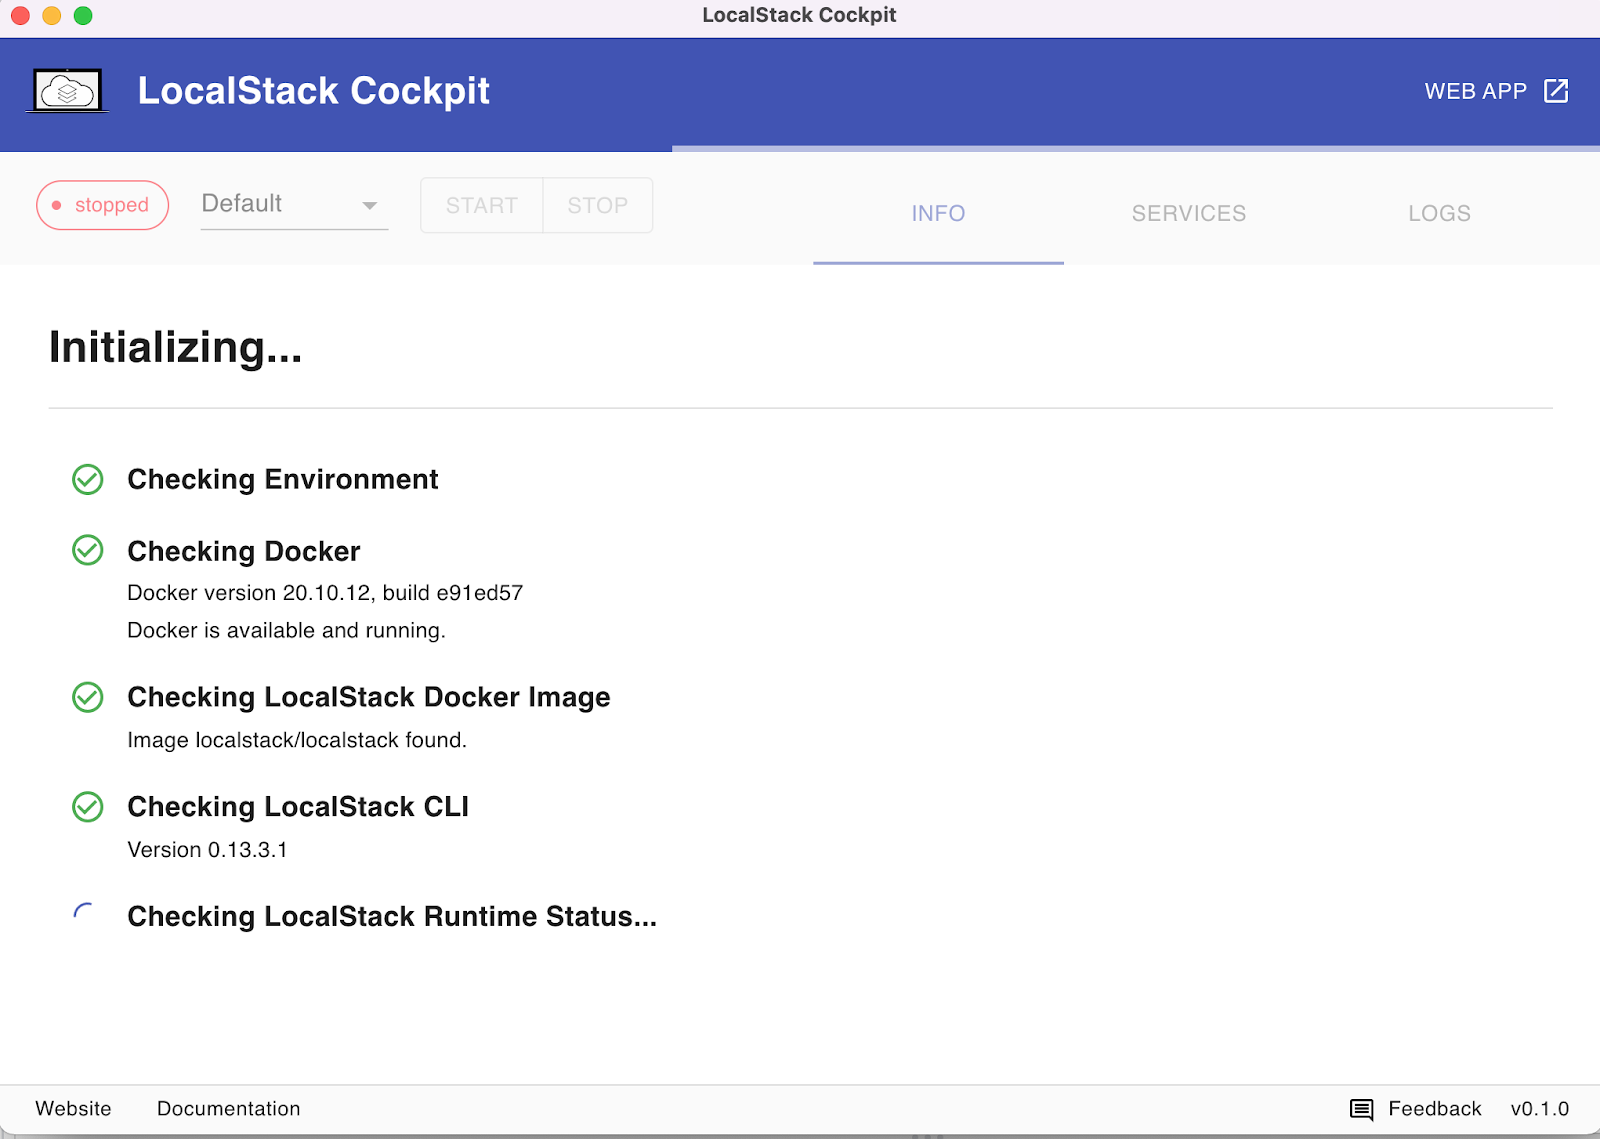 LocalStack Cockpit
LocalStack Cockpit
WEB APP
stopped
Default
START
STOP
INFO
SERVICES
LOGS
Initializing...
Checking Environment
Checking Docker
Docker version 20.10.12, build e91ed57
Docker is available and running.
Checking LocalStack Docker Image
Image localstack/localstack found.
Checking LocalStack CLI
Version 0.13.3.1
Checking LocalStack Runtime Status...
Website
Documentation
Feedback
v0.1.0